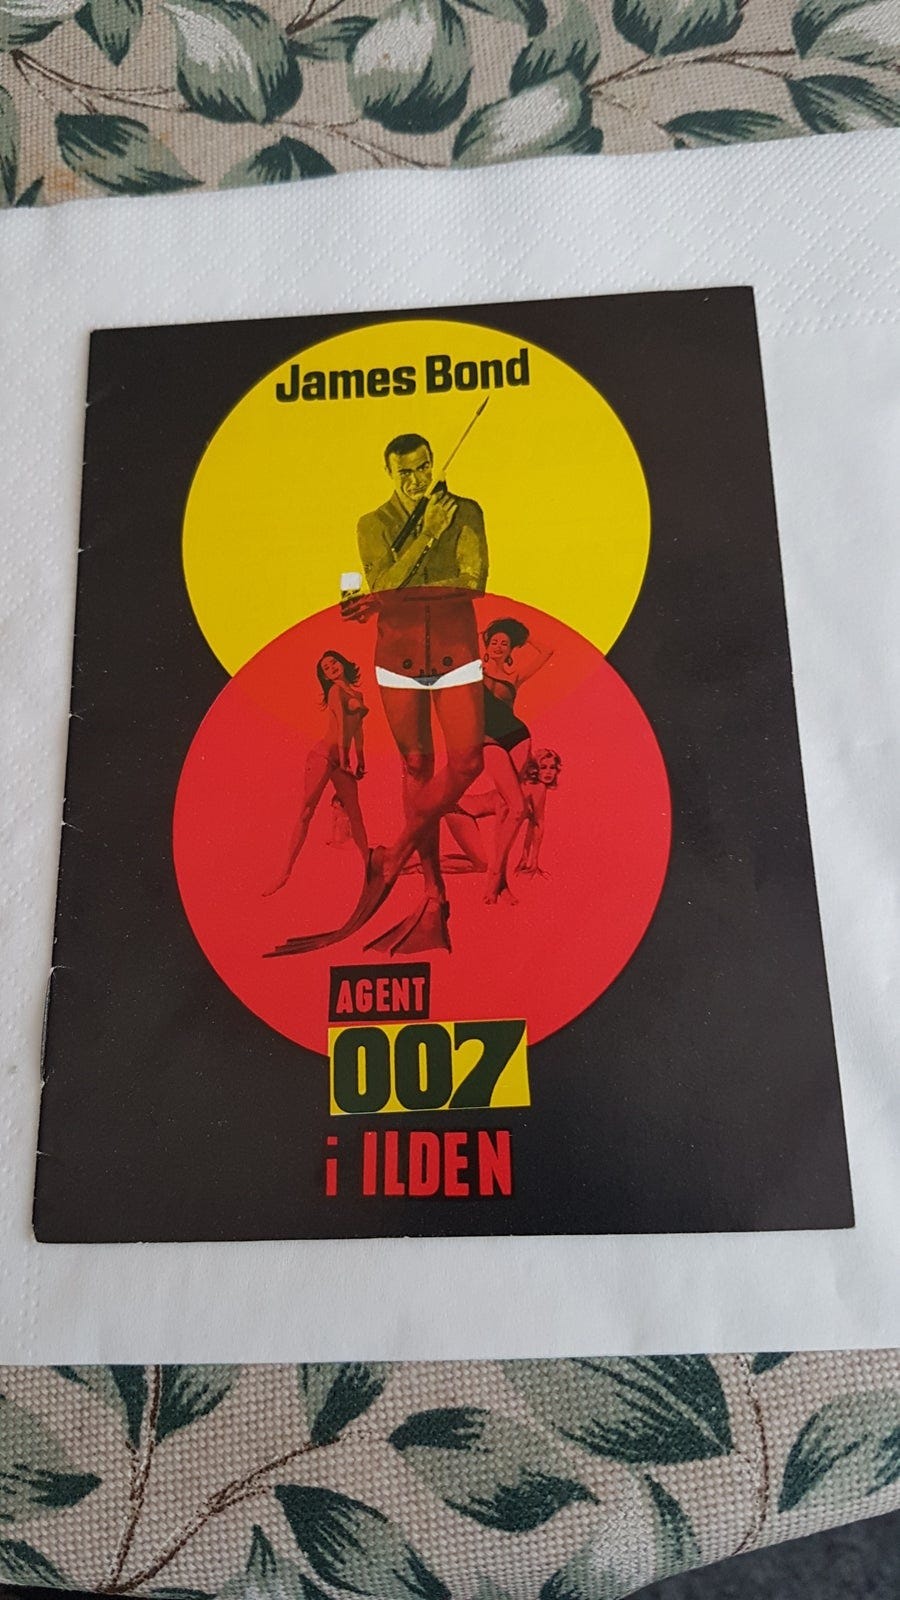 James Bond
AGENT
007
i ILDEN